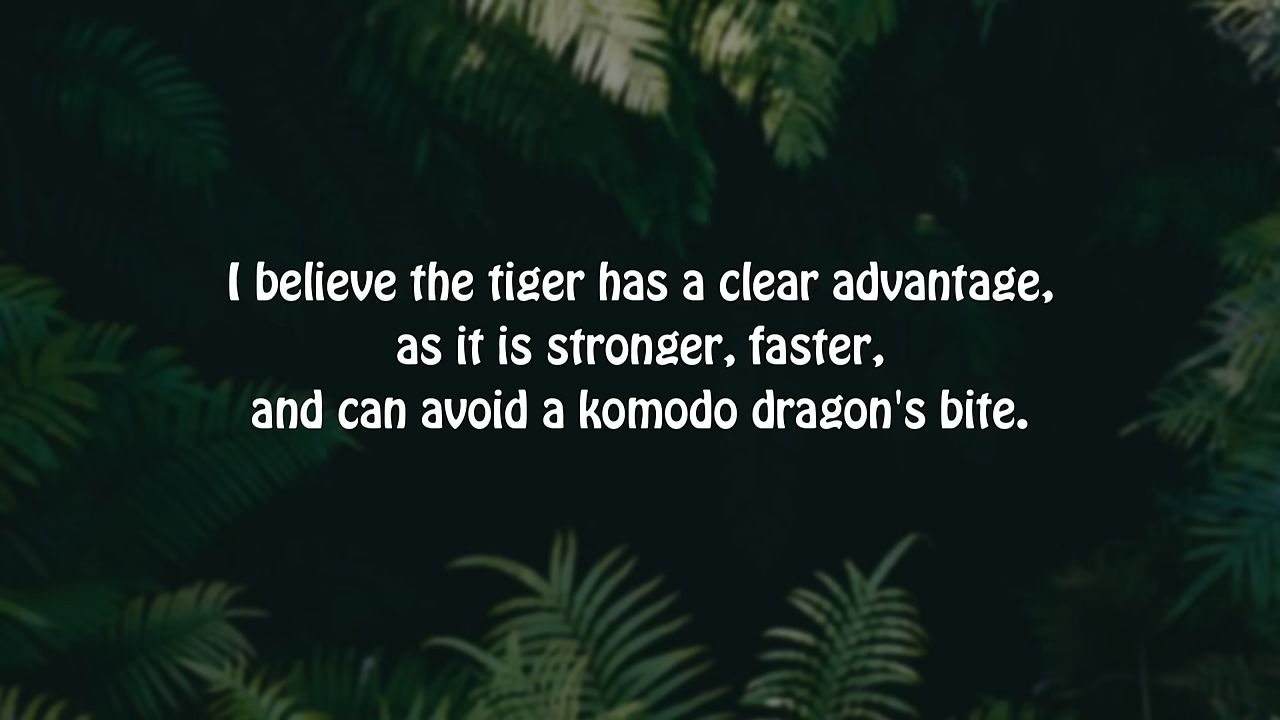 I believe the tiger has a clear advantage,
as it is stronger, faster,
and can avoid a komodo dragon's bite.